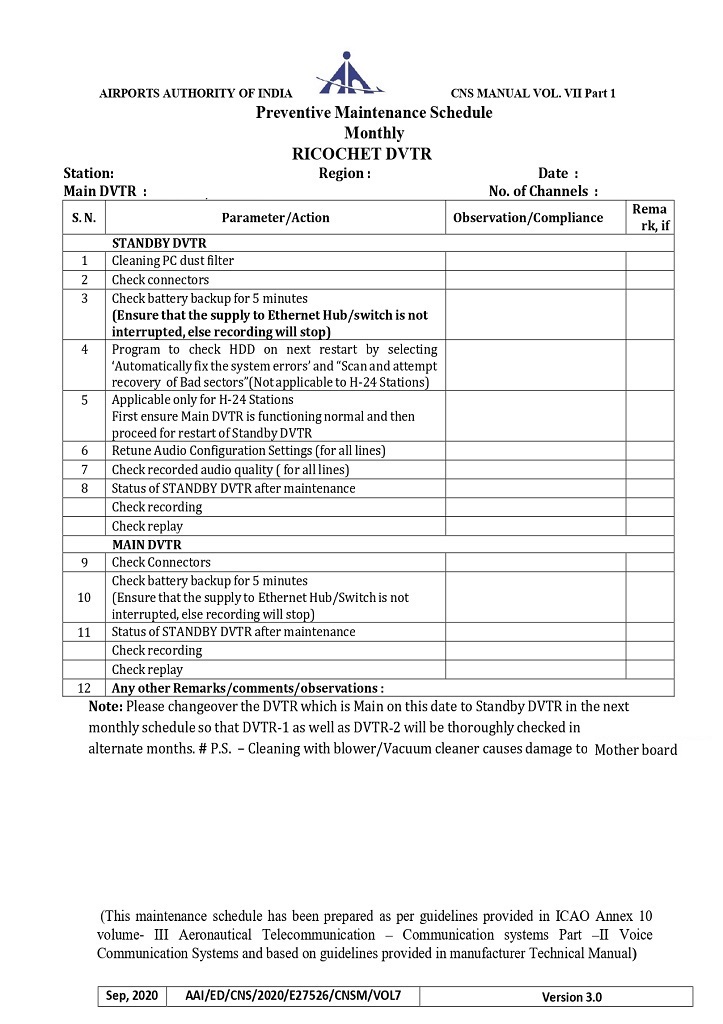 AIRPORTS AUTHORITY OF INDIA CNS MANUAL VOL. VII Part 1
Preventive Maintenance Schedule
Monthly
RICOCHET DVTR
Station: Region : Date :
Main DVTR : No. of Channels :
S. N. Parameter/Action Observation/Compliance Rema
rk, if
STANDBY DVTR
1 Cleaning PC dust filter
2 Check connectors
3 Check battery backup for 5 minutes
(Ensure that the supply to Ethernet Hub/switch is not
interrupted, else recording will stop)
4 Program to check HDD on next restart by selecting
‘Automatically fix the system errors’ and “Scan and attempt
recovery of Bad sectors”(Not applicable to H-24 Stations)
5 Applicable only for H-24 Stations
First ensure Main DVTR is functioning normal and then
proceed for restart of Standby DVTR
6 Retune Audio Configuration Settings (for all lines)
7 Check recorded audio quality ( for all lines)
8 Status of STANDBY DVTR after maintenance
Check recording
Check replay
MAIN DVTR
9 Check Connectors
Check battery backup for 5 minutes
10 (Ensure that the supply to Ethernet Hub/Switch is not
interrupted, else recording will stop)
11 Status of STANDBY DVTR after maintenance
Check recording
Check replay
12 Any other Remarks/comments/observations :
Note: Please changeover the DVTR which is Main on this date to Standby DVTR in the next
monthly schedule so that DVTR-1 as well as DVTR-2 will be thoroughly checked in
alternate months. # P.S. – Cleaning with blower/Vacuum cleaner causes damage to Mother board
(This maintenance schedule has been prepared as per guidelines provided in ICAO Annex 10
volume- III Aeronautical Telecommunication – Communication systems Part –II Voice
Communication Systems and based on guidelines provided in manufacturer Technical Manual)
Sep, 2020 AAI/ED/CNS/2020/E27526/CNSM/VOL7 Version 3.0